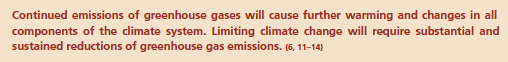 Continued emissions of greenhouse gases will cause further warming and changes in all
components of the climate system. Limiting climate change will require substantial and
sustained reductions of greenhouse gas emissions. {6, 11–14}